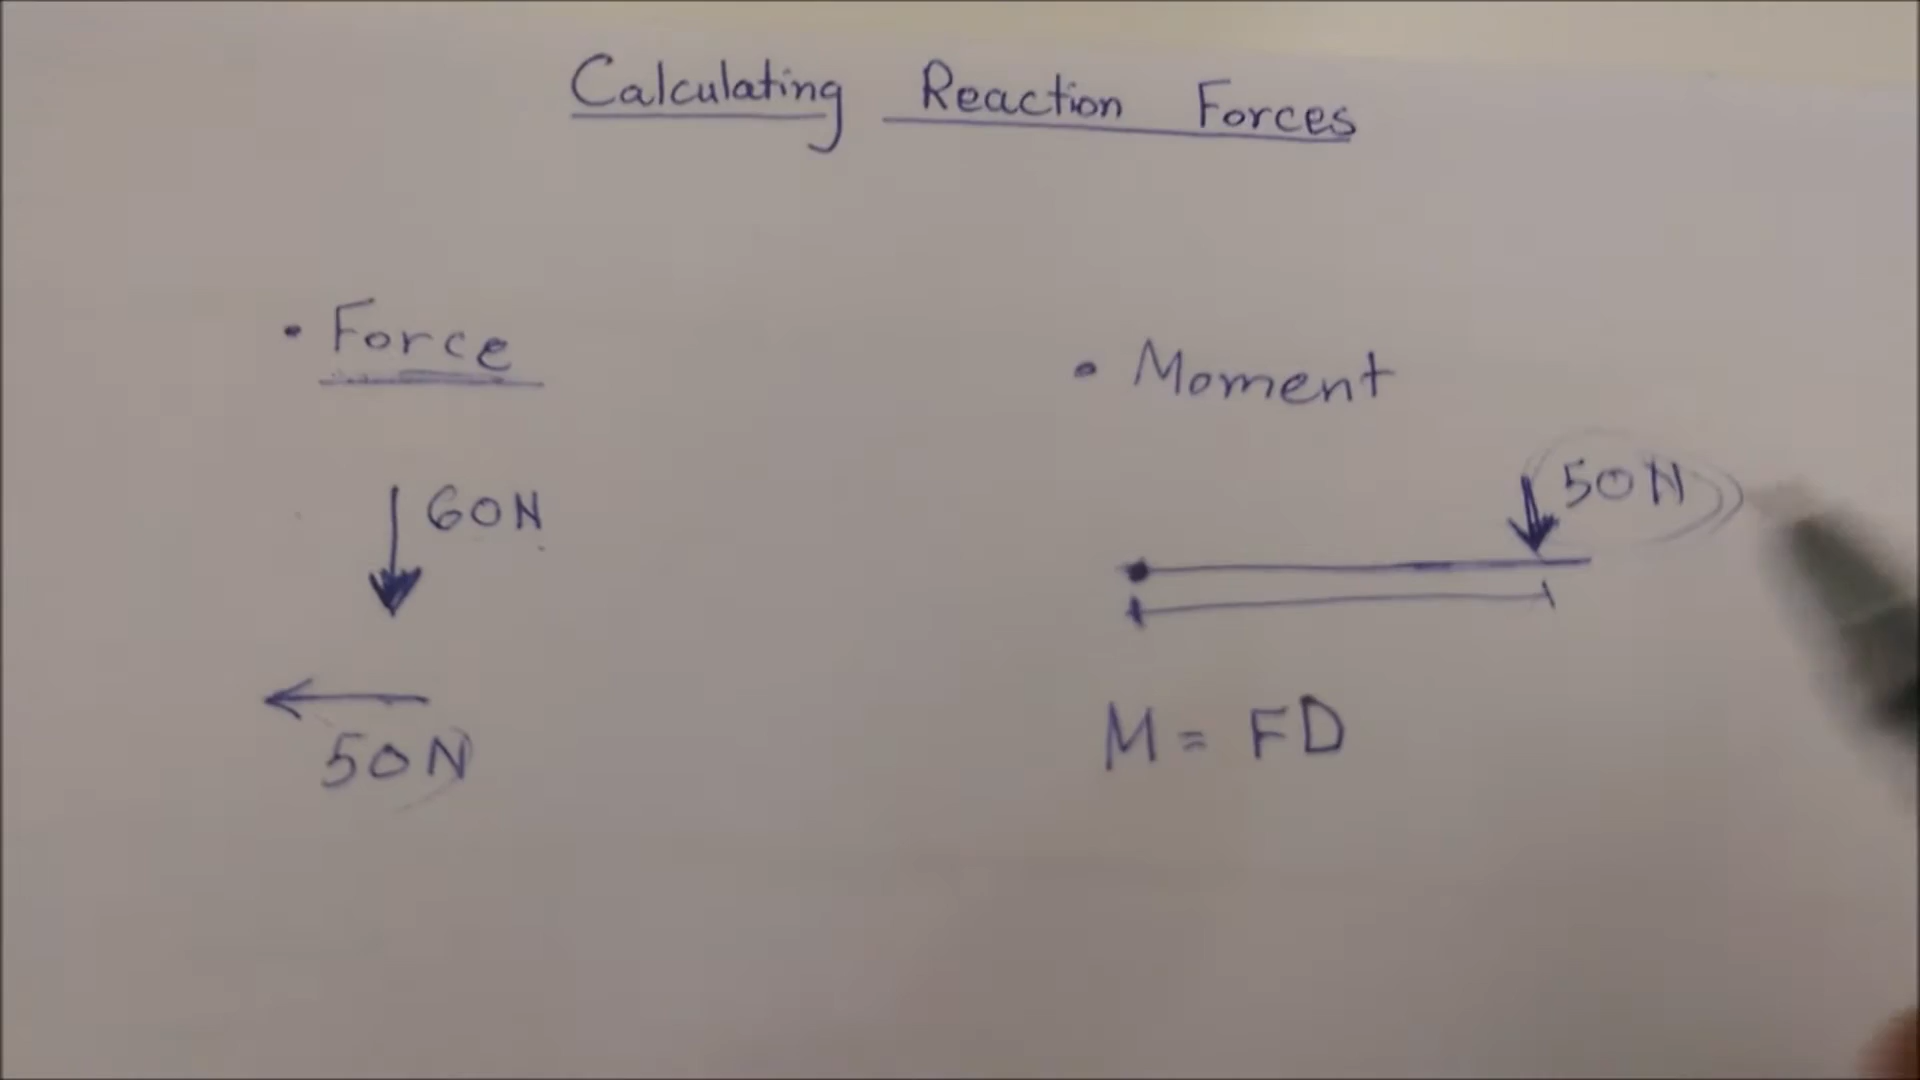 Calculating Reaction Forces
• Force
60N
50N
• Moment
50N
M = FD